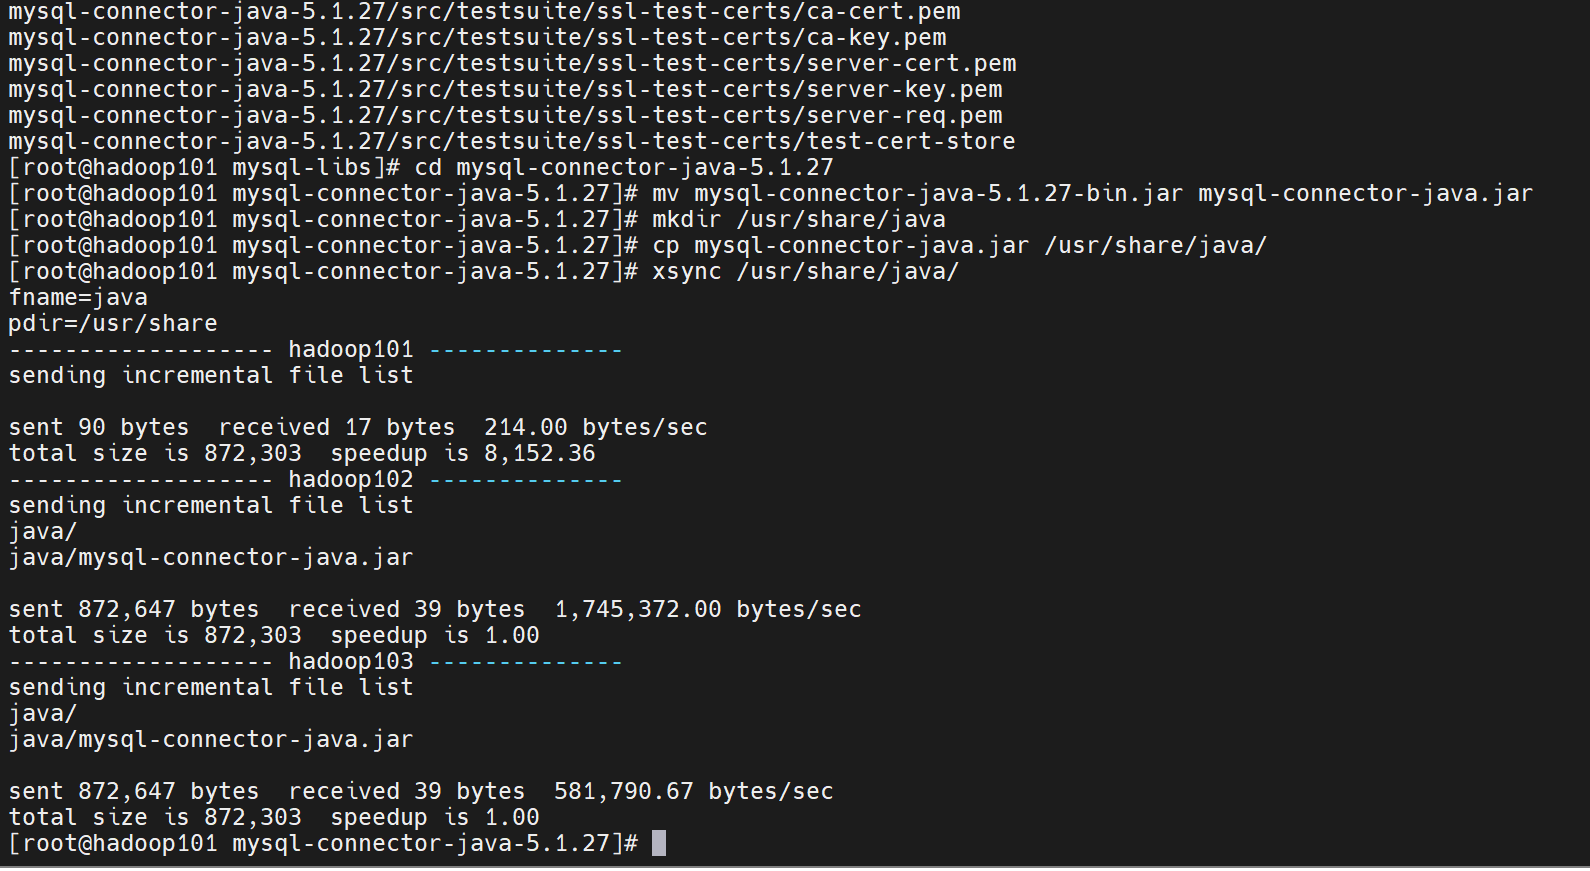 mysql-connector-java-5.1.27/src/testsuite/ssl-test-certs/ca-cert.pem
mysql-connector-java-5.1.27/src/testsuite/ssl-test-certs/ca-key.pem
mysql-connector-java-5.1.27/src/testsuite/ssl-test-certs/server-cert.pem
mysql-connector-java-5.1.27/src/testsuite/ssl-test-certs/server-key.pem
mysql-connector-java-5.1.27/src/testsuite/ssl-test-certs/server-req.pem
mysql-connector-java-5.1.27/src/testsuite/ssl-test-certs/test-cert-store
[root@hadoop101 mysql-libs]# cd mysql-connector-java-5.1.27
[root@hadoop101 mysql-connector-java-5.1.27]# mv mysql-connector-java-5.1.27-bin.jar mysql-connector-java.jar
[root@hadoop101 mysql-connector-java-5.1.27]# mkdir /usr/share/java
[root@hadoop101 mysql-connector-java-5.1.27]# cp mysql-connector-java.jar /usr/share/java/
[root@hadoop101 mysql-connector-java-5.1.27]# xsync /usr/share/java/
fname=java
pdir=/usr/share
------------------- hadoop101 --------------
sending incremental file list

sent 90 bytes  received 17 bytes  214.00 bytes/sec
total size is 872,303  speedup is 8,152.36
------------------- hadoop102 --------------
sending incremental file list
java/
java/mysql-connector-java.jar

sent 872,647 bytes  received 39 bytes  1,745,372.00 bytes/sec
total size is 872,303  speedup is 1.00
------------------- hadoop103 --------------
sending incremental file list
java/
java/mysql-connector-java.jar

sent 872,647 bytes  received 39 bytes  581,790.67 bytes/sec
total size is 872,303  speedup is 1.00
[root@hadoop101 mysql-connector-java-5.1.27]#